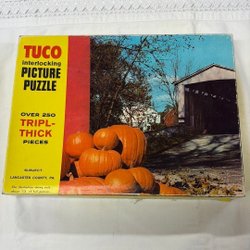 TUCO
interlocking
PICTURE
PUZZLE
OVER 250
TRIPL-
THICK
PIECES
SUBJECT:
LANCASTER COUNTY, PA.